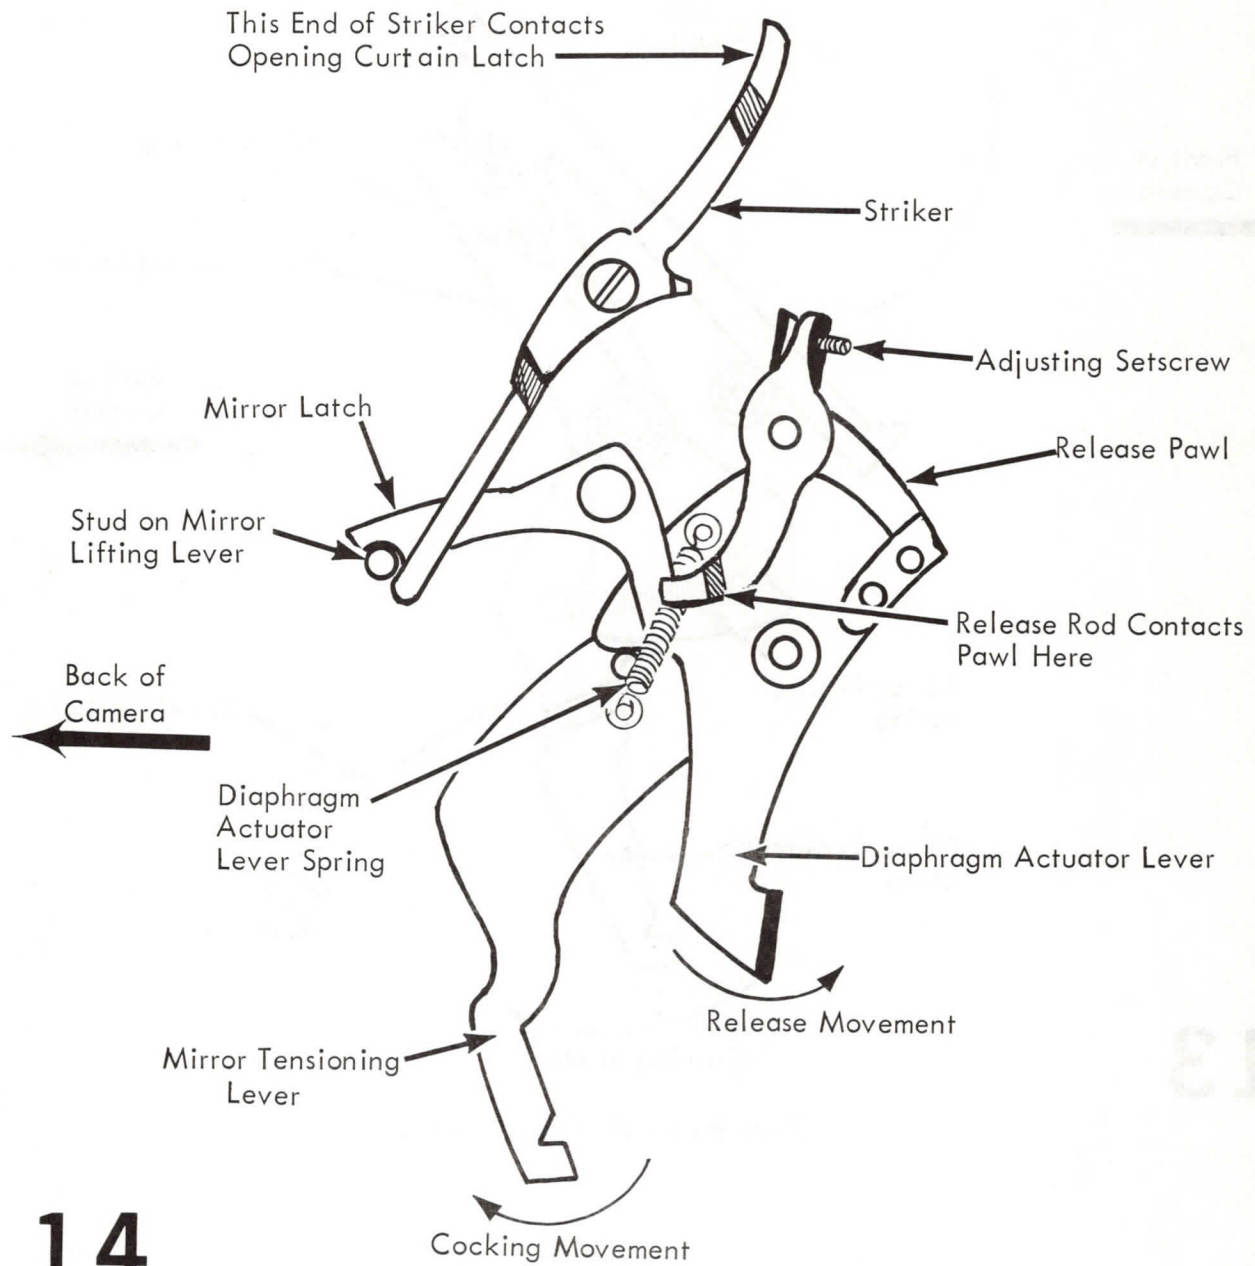 This End of Striker Contacts
Opening Curtain Latch
Striker
Adjusting Setscrew
Mirror Latch
Release Pawl
Stud on Mirror
Lifting Lever
Release Rod Contacts
Pawl Here
Back of
Camera
Diaphragm
Actuator
Lever Spring
Diaphragm Actuator Lever
Release Movement
Mirror Tensioning
Lever
Cocking Movement
14
13